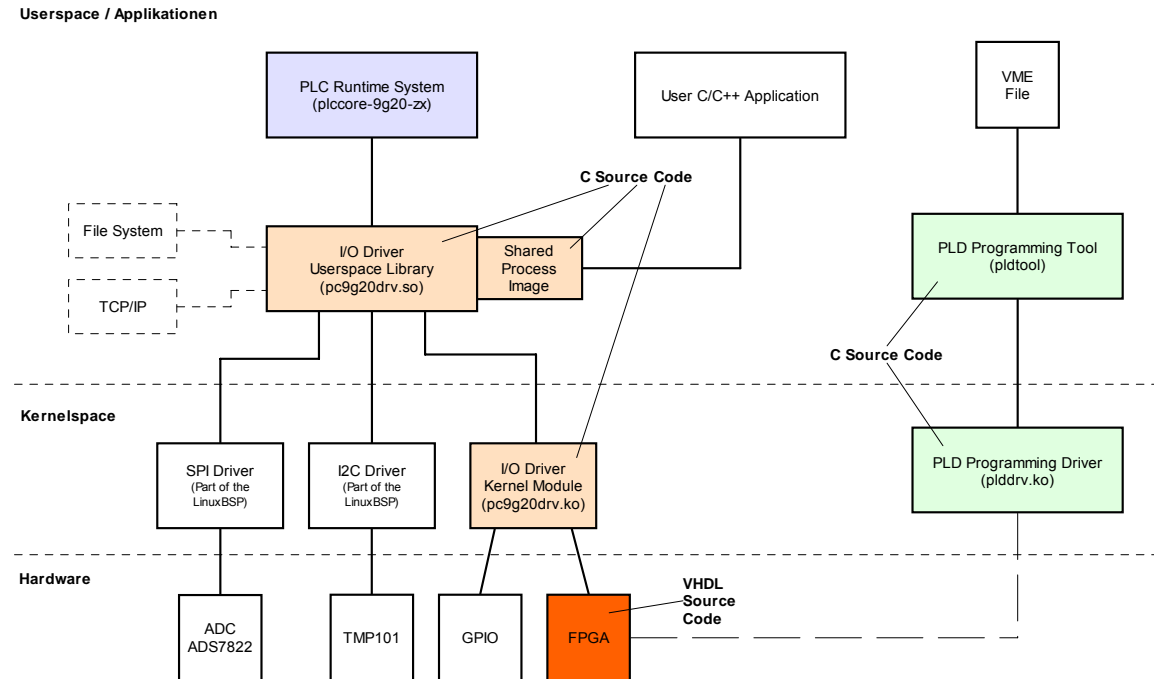 Userspace / Applikationen
PLC Runtime System
(plccore-9g20-zx)
User C/C++ Application
VME
File
C Source Code
File System
I/O Driver
Userspace Library
(pc9g20drv.so)
Shared
Process
Image
PLD Programming Tool
(pldtool)
TCP/IP
C Source Code
Kernelspace
SPI Driver
(Part of the
LinuxBSP)
I2C Driver
(Part of the
LinuxBSP)
I/O Driver
Kernel Module
(pc9g20drv.ko)
PLD Programming Driver
(plddrv.ko)
Hardware
VHDL
Source
Code
ADC
ADS7822
TMP101
GPIO
FPGA